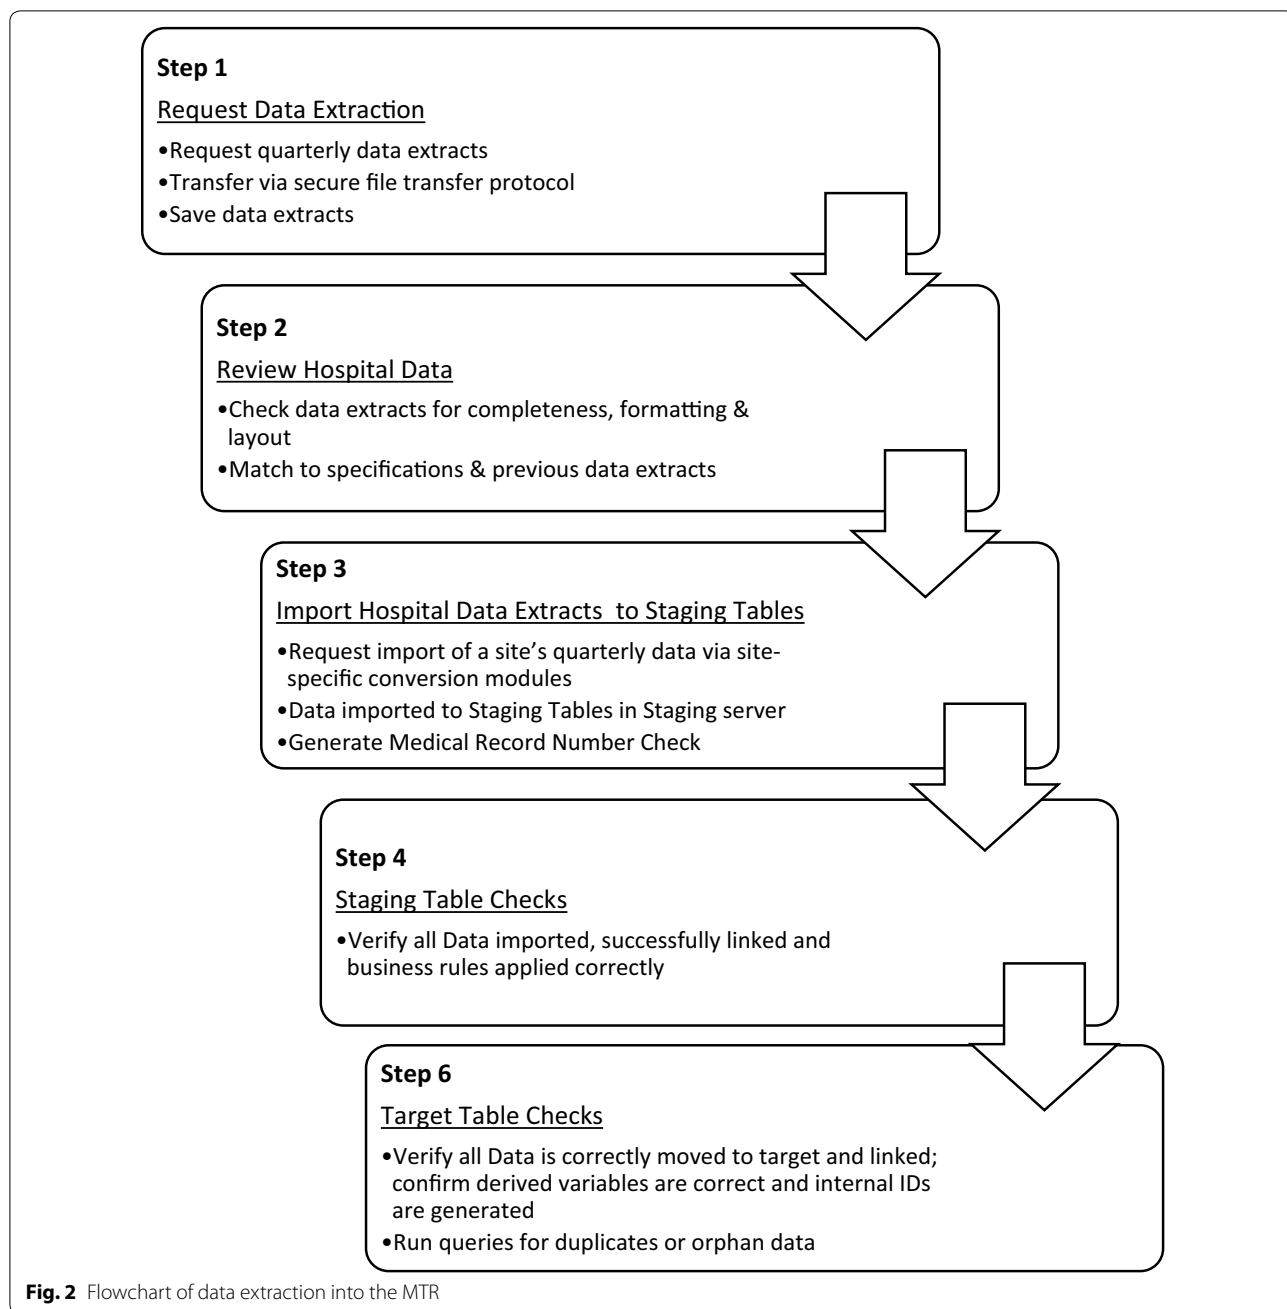 Step 1
Request Data Extraction
•Request quarterly data extracts
•Transfer via secure file transfer protocol
•Save data extracts
Step 2
Review Hospital Data
•Check data extracts for completeness, formatting &
layout
•Match to specifications & previous data extracts
Step 3
Import Hospital Data Extracts  to Staging Tables
•Request import of a site’s quarterly data via site-
specific conversion modules
•Data imported to Staging Tables in Staging server
•Generate Medical Record Number Check
Step 4
Staging Table Checks
•Verify all Data imported, successfully linked and
business rules applied correctly
Step 6
Target Table Checks
•Verify all Data is correctly moved to target and linked;
confirm derived variables are correct and internal IDs
are generated
•Run queries for duplicates or orphan data
Fig. 2 Flowchart of data extraction into the MTR